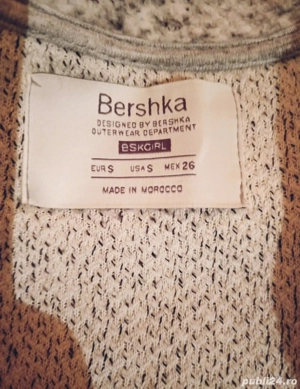 Bershka
DESIGNED BY BERSHKA
OUTERWEAR DEPARTMENT
BSKGIRL
EUR S USA S MEX 26
MADE IN MOROCCO
publi24.ro